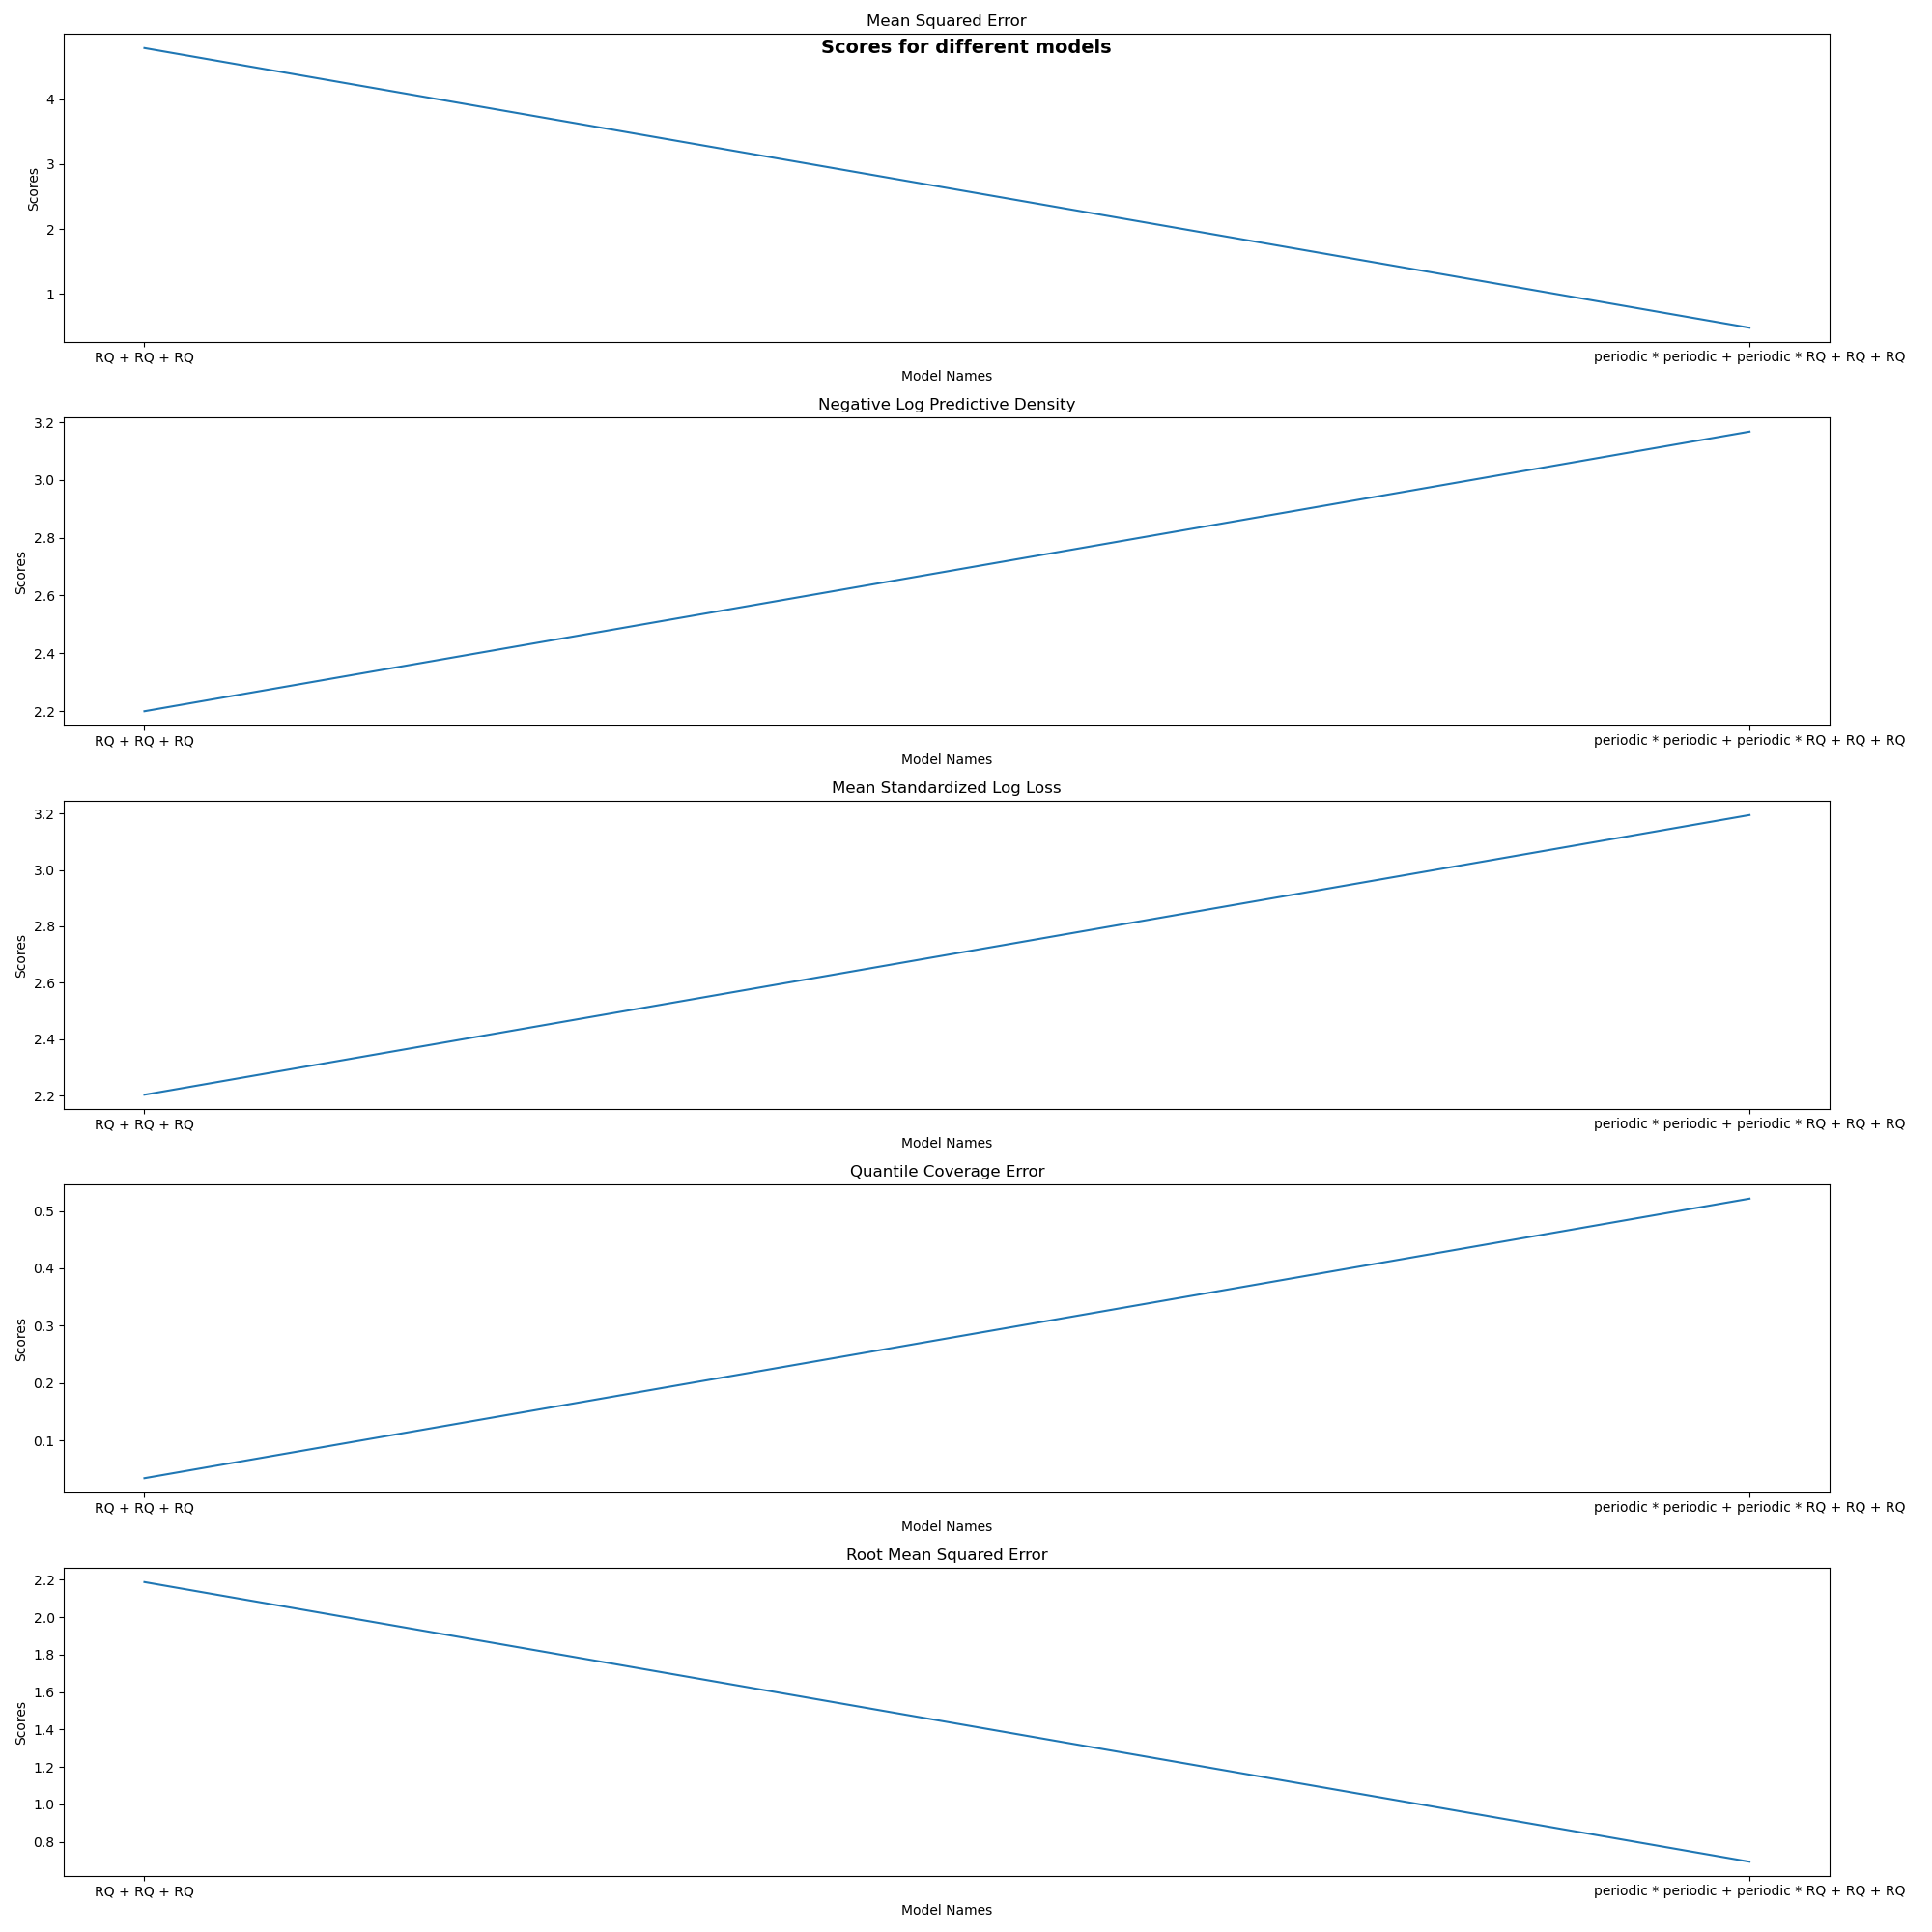 Mean Squared Error
Scores for different models
4
3
2
1
Scores
RQ + RQ + RQ
periodic * periodic + periodic * RQ + RQ + RQ
Model Names
Negative Log Predictive Density
3.2
3.0
2.8
2.6
2.4
2.2
Scores
RQ + RQ + RQ
periodic * periodic + periodic * RQ + RQ + RQ
Model Names
Mean Standardized Log Loss
3.2
3.0
2.8
2.6
2.4
2.2
Scores
RQ + RQ + RQ
periodic * periodic + periodic * RQ + RQ + RQ
Model Names
Quantile Coverage Error
0.5
0.4
0.3
0.2
0.1
Scores
RQ + RQ + RQ
periodic * periodic + periodic * RQ + RQ + RQ
Model Names
Root Mean Squared Error
2.2
2.0
1.8
1.6
1.4
1.2
1.0
0.8
Scores
RQ + RQ + RQ
periodic * periodic + periodic * RQ + RQ + RQ
Model Names